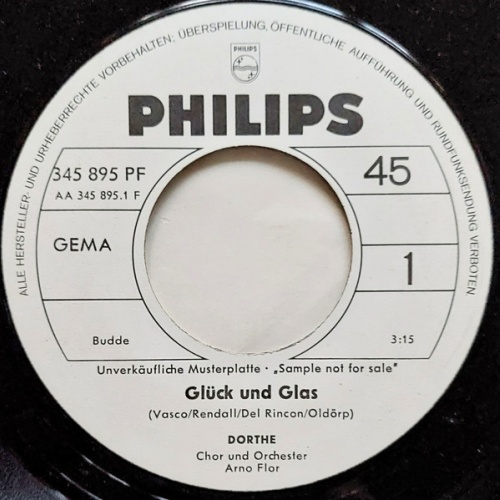 ALLE HERSTELLER- UND URHEBERRECHTE VORBEHALTEN; ÜBERSPIELUNG, ÖFFENTLICHE AUFFÜHRUNG UND RUNDFUNKSENDUNG VERBOTEN
PHILIPS
PHILIPS
345 895 PF
45
AA 345 895.1 F
GEMA
1
Budde
3:15
Unverkäufliche Musterplatte · „Sample not for sale"
Glück und Glas
(Vasco/Rendall/Del Rincon/Oldörp)
DORTHE
Chor und Orchester
Arno Flor